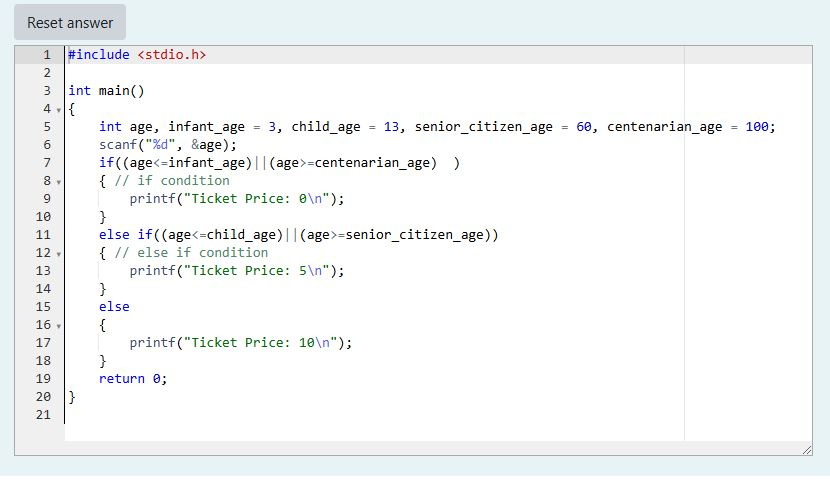 Reset answer
1 #include <stdio.h>
2
3 int main()
4 {
5     int age, infant_age = 3, child_age = 13, senior_citizen_age = 60, centenarian_age = 100;
6     scanf("%d", &age);
7     if((age<=infant_age)||(age>=centenarian_age)  )
8     { // if condition
9         printf("Ticket Price: 0\n");
10     }
11     else if((age<=child_age)||(age>=senior_citizen_age))
12     { // else if condition
13         printf("Ticket Price: 5\n");
14     }
15     else
16     {
17         printf("Ticket Price: 10\n");
18     }
19     return 0;
20 }
21